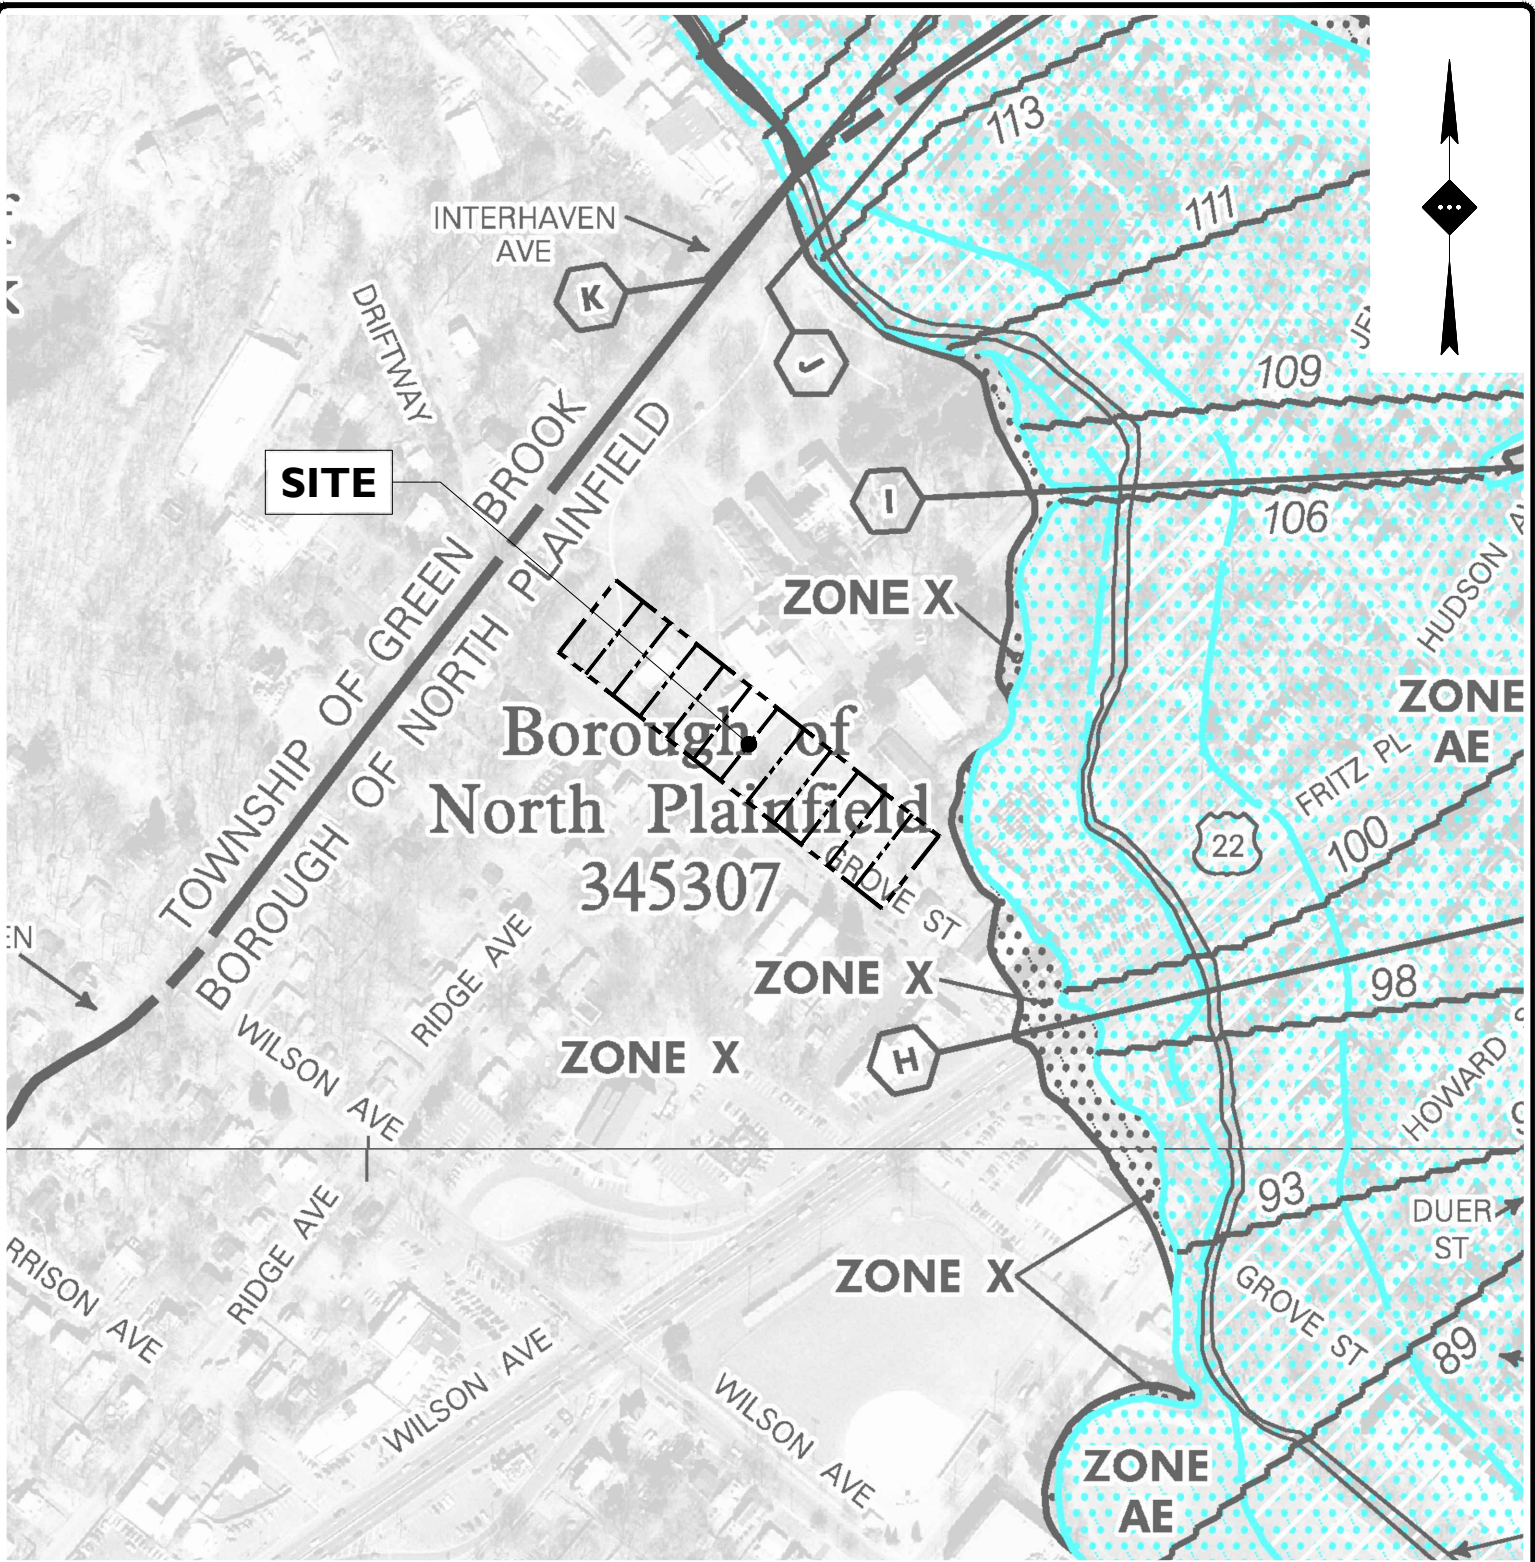 113
111
INTERHAVEN
AVE
K
DRIFTWAY
J
109
SITE
I
106
TOWNSHIP OF GREEN BROOK
BOROUGH OF NORTH PLAINFIELD
HUDSON
ZONE X
ZONE
AE
Borough of
North Plainfield
345307
FRITZ PL
22
100
GROVE ST
RIDGE AVE
ZONE X
98
WILSON AVE
ZONE X
H
HOWARD
93
DUER
ST
RIDGE AVE
ZONE X
GROVE ST
89
WILSON AVE
WILSON AVE
AVE
ZONE
AE